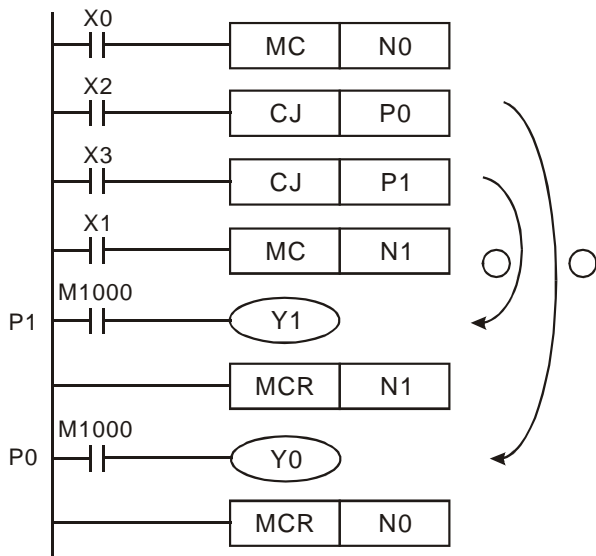 X0
MC N0
X2
CJ P0
X3
CJ P1
X1
MC N1
M1000
P1 Y1
MCR N1
M1000
P0 Y0
MCR N0